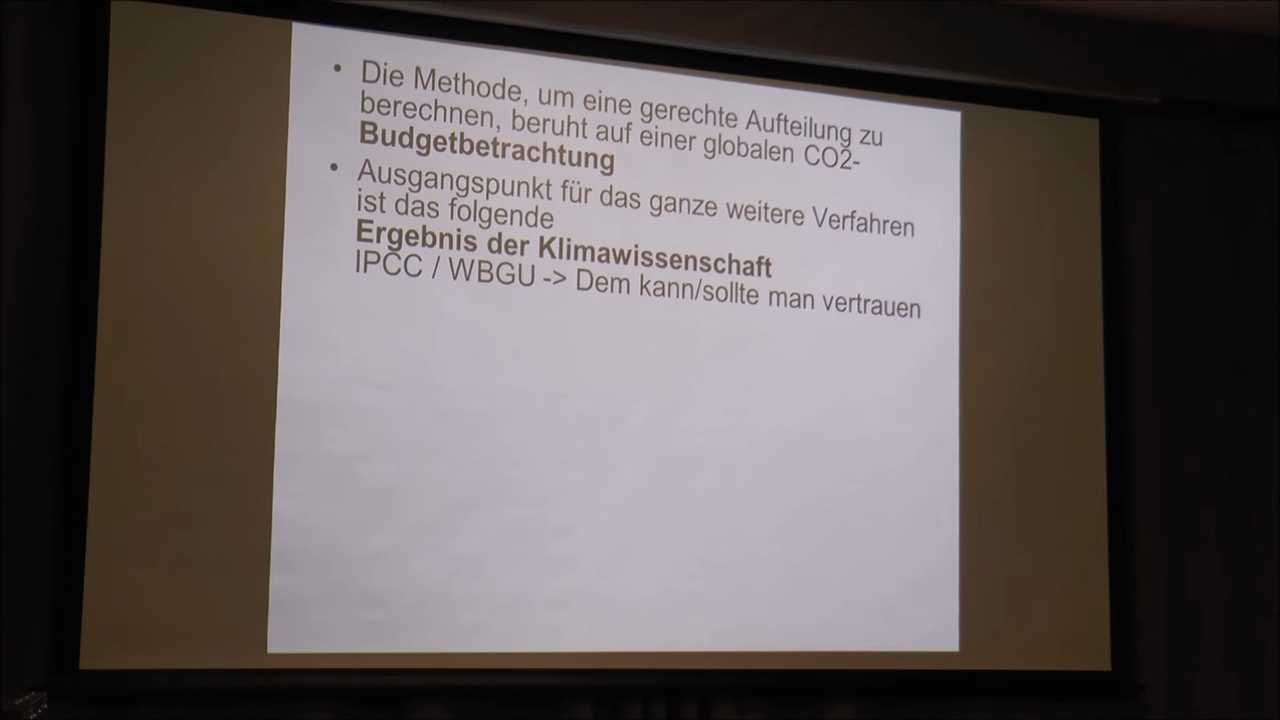 • Die Methode, um eine gerechte Aufteilung zu
berechnen, beruht auf einer globalen CO2-
Budgetbetrachtung
• Ausgangspunkt für das ganze weitere Verfahren
ist das folgende
Ergebnis der Klimawissenschaft
IPCC / WBGU -> Dem kann/sollte man vertrauen